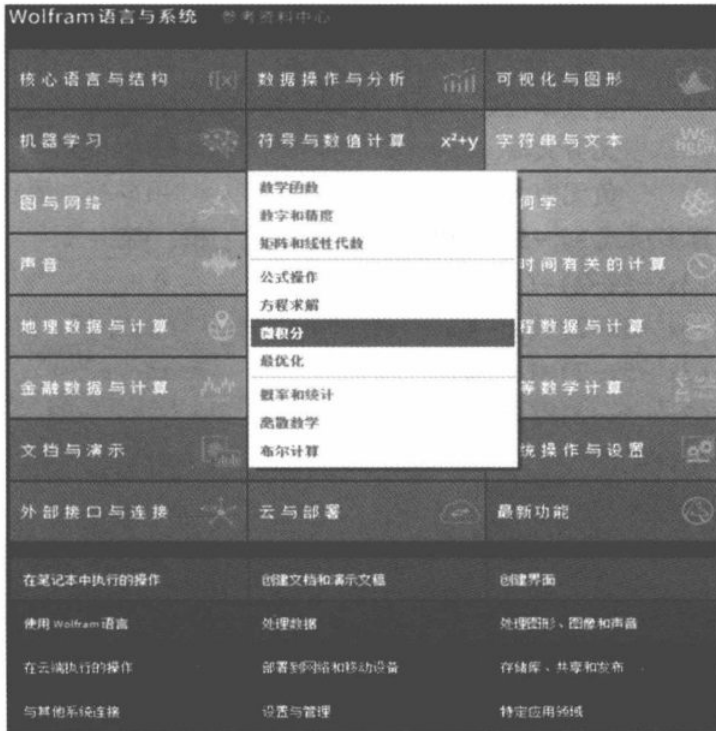 Wolfram 语言与系统 参考资料中心
核心语言与结构 f[x] 数据操作与分析 可视化与图形
机器学习 符号与数值计算 x²+y 字符串与文本
图与网络 何学
声音 时间有关的计算
地理数据与计算 程数据与计算
金融数据与计算 等数学计算
文档与演示 统操作与设置
外部接口与连接 云与部署 最新功能
数学函数
数字和精度
矩阵和线性代数
公式操作
方程求解
微积分
最优化
概率和统计
离散数学
布尔计算
在笔记本中执行的操作 创建文档和演示文稿 创建界面
使用 Wolfram 语言 处理数据 处理图形、图像和声音
在云端执行的操作 部署到网络和移动设备 存储库、共享和发布
与其他系统连接 设置与管理 特定应用领域